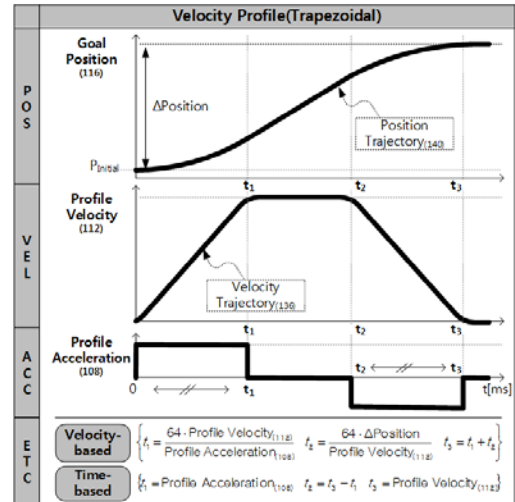 Velocity Profile(Trapezoidal)
POS
Goal Position (116)
ΔPosition
Position Trajectory(140)
PInitial
t1 t2 t3
VEL
Profile Velocity (112)
Velocity Trajectory(136)
t1 t2 t3
ACC
Profile Acceleration (108)
0 t1 t2 t3 t[ms]
ETC
Velocity-based { t1 = 64 · Profile Velocity(112) / Profile Acceleration(108) t2 = 64 · ΔPosition / Profile Velocity(112) t3 = t1 + t2 }
Time-based { t1 = Profile Acceleration(108) t2 = t3 - t1 t3 = Profile Velocity(112) }